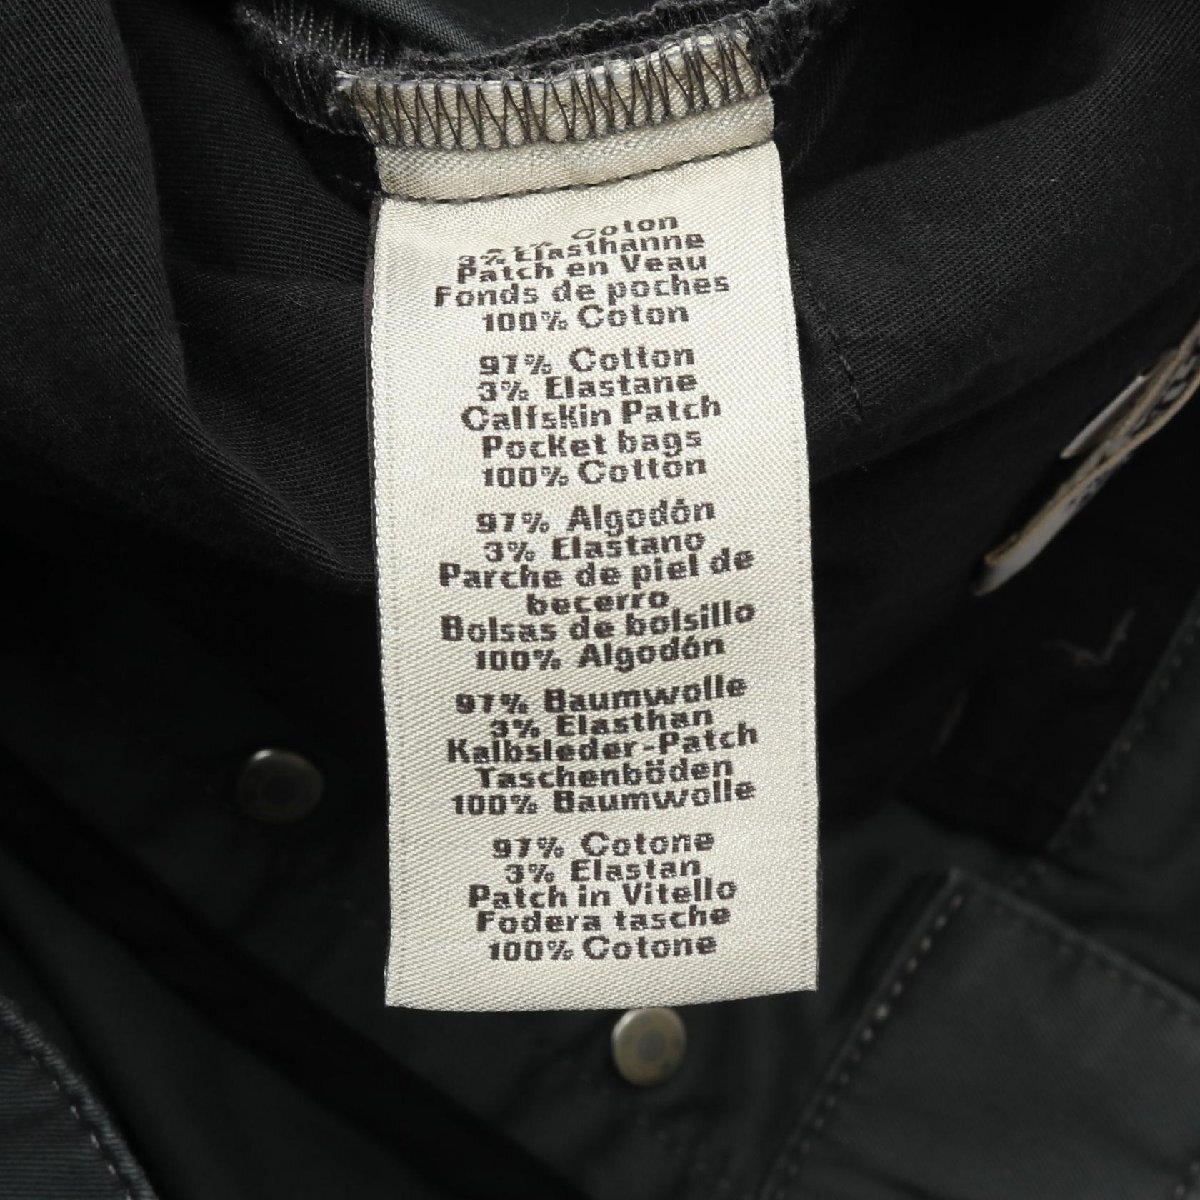 97% Coton
3% Elasthanne
Patch en Veau
Fonds de poches
100% Coton
97% Cotton
3% Elastane
Calfskin Patch
Pocket bags
100% Cotton
97% Algodón
3% Elastano
Parche de piel de
becerro
Bolsas de bolsillo
100% Algodón
97% Baumwolle
3% Elasthan
Kalbsleder-Patch
Taschenböden
100% Baumwolle
97% Cotone
3% Elastan
Patch in Vitello
Fodera tasche
100% Cotone